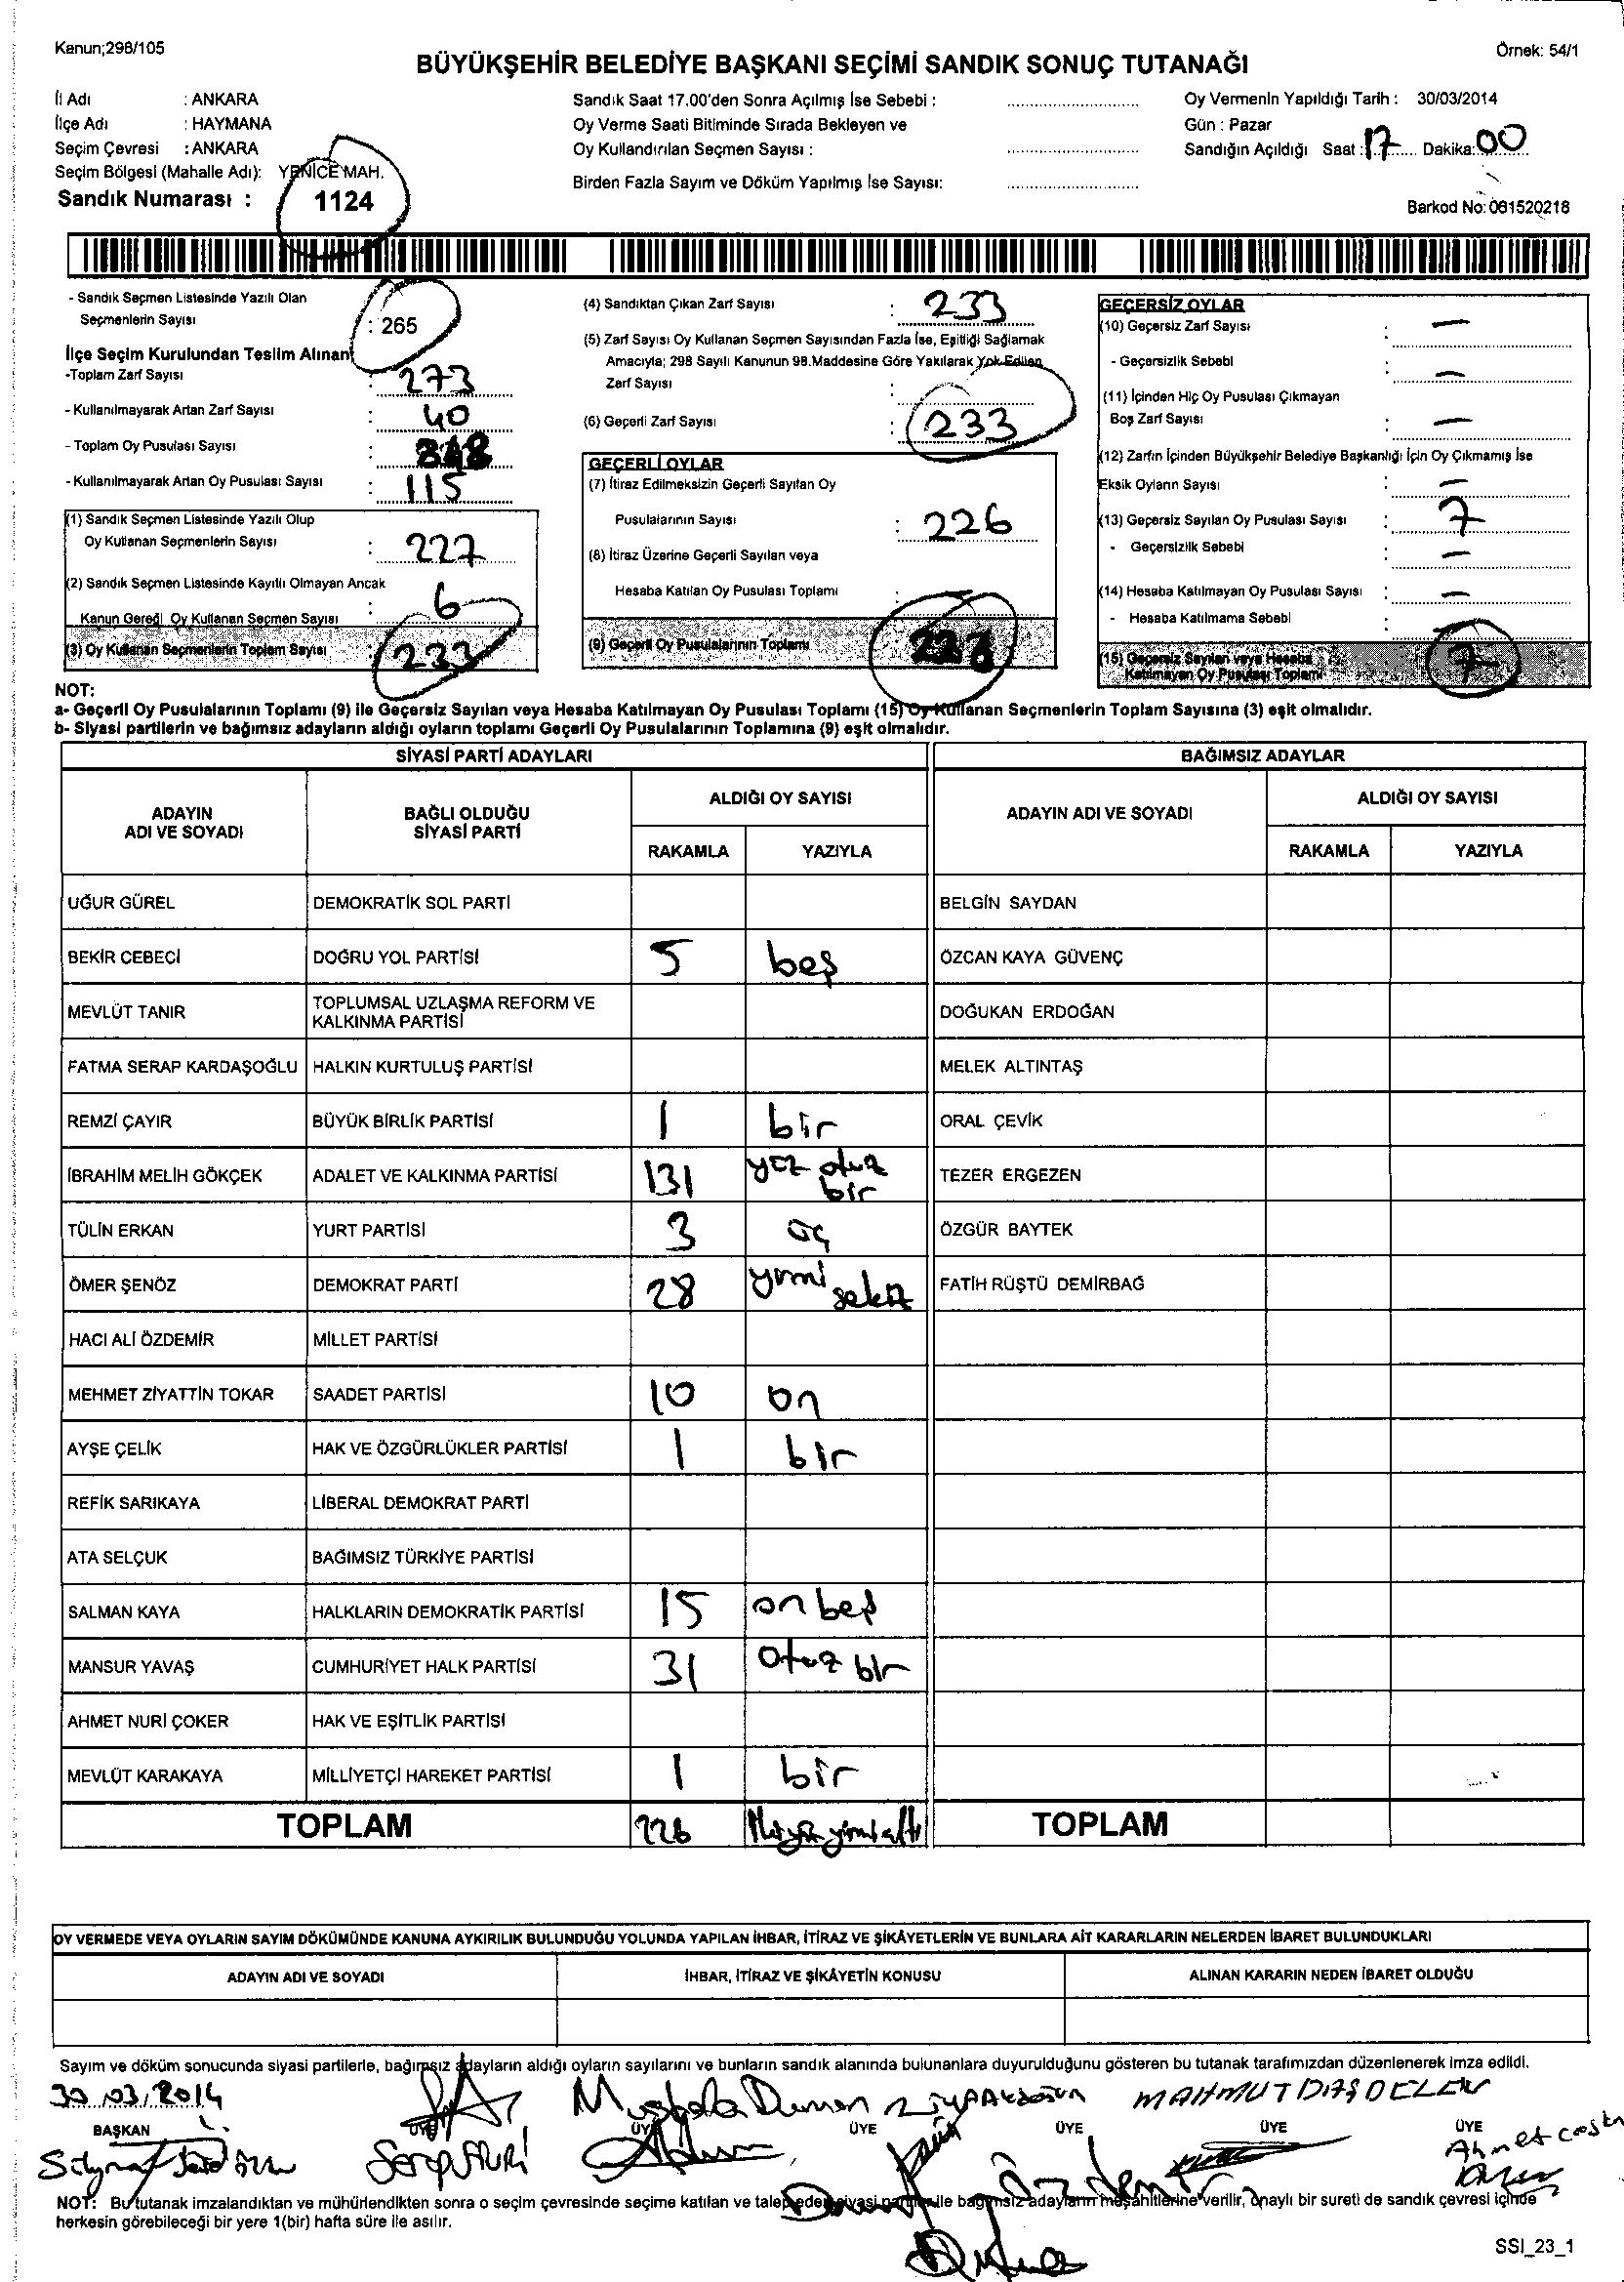 Kanun;298/105
Örnek: 54/1
BÜYÜKŞEHİR BELEDİYE BAŞKANI SEÇİMİ SANDIK SONUÇ TUTANAĞI
İl Adı : ANKARA
İlçe Adı : HAYMANA
Seçim Çevresi : ANKARA
Seçim Bölgesi (Mahalle Adı): YENİCE MAH.
Sandık Numarası : 1124
Sandık Saat 17.00'den Sonra Açılmış İse Sebebi :
Oy Verme Saati Bitiminde Sırada Bekleyen ve
Oy Kullandırılan Seçmen Sayısı :
Birden Fazla Sayım ve Döküm Yapılmış İse Sayısı:
Oy Vermenin Yapıldığı Tarih : 30/03/2014
Gün : Pazar
Sandığın Açıldığı Saat : 17 Dakika: 00
Barkod No: 061520218
- Sandık Seçmen Listesinde Yazılı Olan
Seçmenlerin Sayısı : 265
İlçe Seçim Kurulundan Teslim Alınan
-Toplam Zarf Sayısı : 273
- Kullanılmayarak Artan Zarf Sayısı : 40
- Toplam Oy Pusulası Sayısı :
- Kullanılmayarak Artan Oy Pusulası Sayısı : 115
(1) Sandık Seçmen Listesinde Yazılı Olup
Oy Kullanan Seçmenlerin Sayısı : 227
(2) Sandık Seçmen Listesinde Kayıtlı Olmayan Ancak
Kanun Gereği Oy Kullanan Seçmen Sayısı : 6
(3) Oy Kullanan Seçmenlerin Toplam Sayısı : 233
(4) Sandıktan Çıkan Zarf Sayısı : 233
(5) Zarf Sayısı Oy Kullanan Seçmen Sayısından Fazla İse, Eşitliği Sağlamak
Amacıyla; 298 Sayılı Kanunun 98.Maddesine Göre Yakılarak Yok Edilen
Zarf Sayısı :
(6) Geçerli Zarf Sayısı : 233
GEÇERLİ OYLAR
(7) İtiraz Edilmeksizin Geçerli Sayılan Oy
Pusulalarının Sayısı : 226
(8) İtiraz Üzerine Geçerli Sayılan veya
Hesaba Katılan Oy Pusulası Toplamı : —
(9) Geçerli Oy Pusulalarının Toplamı 226
GEÇERSİZ OYLAR
(10) Geçersiz Zarf Sayısı : —
- Geçersizlik Sebebi : —
(11) İçinden Hiç Oy Pusulası Çıkmayan
Boş Zarf Sayısı : —
(12) Zarfın İçinden Büyükşehir Belediye Başkanlığı İçin Oy Çıkmamış İse
Eksik Oyların Sayısı : —
(13) Geçersiz Sayılan Oy Pusulası Sayısı : 7
- Geçersizlik Sebebi : —
(14) Hesaba Katılmayan Oy Pusulası Sayısı : —
- Hesaba Katılmama Sebebi : —
(15) Geçersiz Sayılan veya Hesaba
Katılmayan Oy Pusulası Toplamı 7
NOT:
a- Geçerli Oy Pusulalarının Toplamı (9) ile Geçersiz Sayılan veya Hesaba Katılmayan Oy Pusulası Toplamı (15) Oy Kullanan Seçmenlerin Toplam Sayısına (3) eşit olmalıdır.
b- Siyasi partilerin ve bağımsız adayların aldığı oyların toplamı Geçerli Oy Pusulalarının Toplamına (9) eşit olmalıdır.
SİYASİ PARTİ ADAYLARI
BAĞIMSIZ ADAYLAR
ADAYIN
ADI VE SOYADI
BAĞLI OLDUĞU
SİYASİ PARTİ
ALDIĞI OY SAYISI
RAKAMLA YAZIYLA
ADAYIN ADI VE SOYADI
ALDIĞI OY SAYISI
RAKAMLA YAZIYLA
UĞUR GÜREL DEMOKRATİK SOL PARTİ BELGİN SAYDAN
BEKİR CEBECİ DOĞRU YOL PARTİSİ 5 beş ÖZCAN KAYA GÜVENÇ
MEVLÜT TANIR TOPLUMSAL UZLAŞMA REFORM VE
KALKINMA PARTİSİ DOĞUKAN ERDOĞAN
FATMA SERAP KARDAŞOĞLU HALKIN KURTULUŞ PARTİSİ MELEK ALTINTAŞ
REMZİ ÇAYIR BÜYÜK BİRLİK PARTİSİ 1 bir ORAL ÇEVİK
İBRAHİM MELİH GÖKÇEK ADALET VE KALKINMA PARTİSİ 131 yüz otuz
bir TEZER ERGEZEN
TÜLİN ERKAN YURT PARTİSİ 3 üç ÖZGÜR BAYTEK
ÖMER ŞENÖZ DEMOKRAT PARTİ 28 yirmi sekiz FATİH RÜŞTÜ DEMİRBAĞ
HACI ALİ ÖZDEMİR MİLLET PARTİSİ
MEHMET ZİYATTİN TOKAR SAADET PARTİSİ 10 on
AYŞE ÇELİK HAK VE ÖZGÜRLÜKLER PARTİSİ 1 bir
REFİK SARIKAYA LİBERAL DEMOKRAT PARTİ
ATA SELÇUK BAĞIMSIZ TÜRKİYE PARTİSİ
SALMAN KAYA HALKLARIN DEMOKRATİK PARTİSİ 15 on beş
MANSUR YAVAŞ CUMHURİYET HALK PARTİSİ 31 otuz bir
AHMET NURİ ÇOKER HAK VE EŞİTLİK PARTİSİ
MEVLÜT KARAKAYA MİLLİYETÇİ HAREKET PARTİSİ 1 bir
TOPLAM 226 İkiyüz yirmi altı TOPLAM
OY VERMEDE VEYA OYLARIN SAYIM DÖKÜMÜNDE KANUNA AYKIRILIK BULUNDUĞU YOLUNDA YAPILAN İHBAR, İTİRAZ VE ŞİKÂYETLERİN VE BUNLARA AİT KARARLARIN NELERDEN İBARET BULUNDUKLARI
ADAYIN ADI VE SOYADI İHBAR, İTİRAZ VE ŞİKÂYETİN KONUSU ALINAN KARARIN NEDEN İBARET OLDUĞU
Sayım ve döküm sonucunda siyasi partilerle, bağımsız adayların aldığı oyların sayılarını ve bunların sandık alanında bulunanlara duyurulduğunu gösteren bu tutanak tarafımızdan düzenlenerek imza edildi.
30/03/2014 Mustafa Duman MAHMUT DAŞDELEN
BAŞKAN ÜYE ÜYE ÜYE ÜYE ÜYE ÜYE
Ahmet
Özdemir
NOT: Bu tutanak imzalandıktan ve mühürlendikten sonra o seçim çevresinde seçime katılan ve talep eden siyasi partiler ile bağımsız adayların müşahitlerine verilir, onaylı bir sureti de sandık çevresi içinde
herkesin görebileceği bir yere 1(bir) hafta süre ile asılır.
SSI_23_1